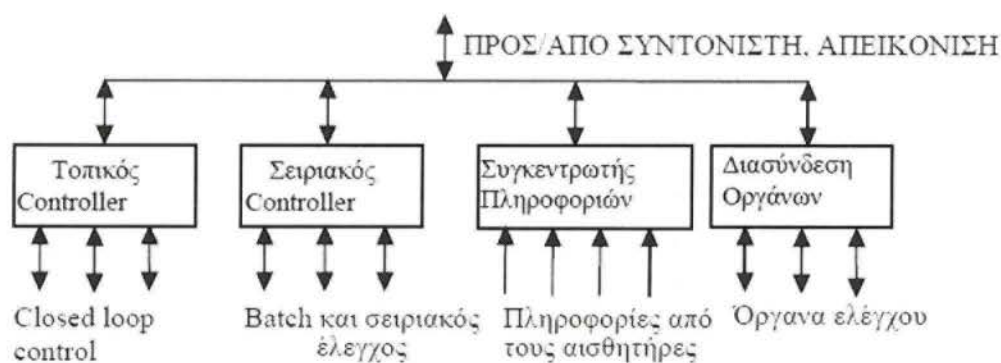 ΠΡΟΣ/ΑΠΟ ΣΥΝΤΟΝΙΣΤΗ, ΑΠΕΙΚΟΝΙΣΗ
Τοπικός
Controller
Σειριακός
Controller
Συγκεντρωτής
Πληροφοριών
Διασύνδεση
Οργάνων
Closed loop
control
Batch και σειριακός
έλεγχος
Πληροφορίες από
τους αισθητήρες
Όργανα ελέγχου